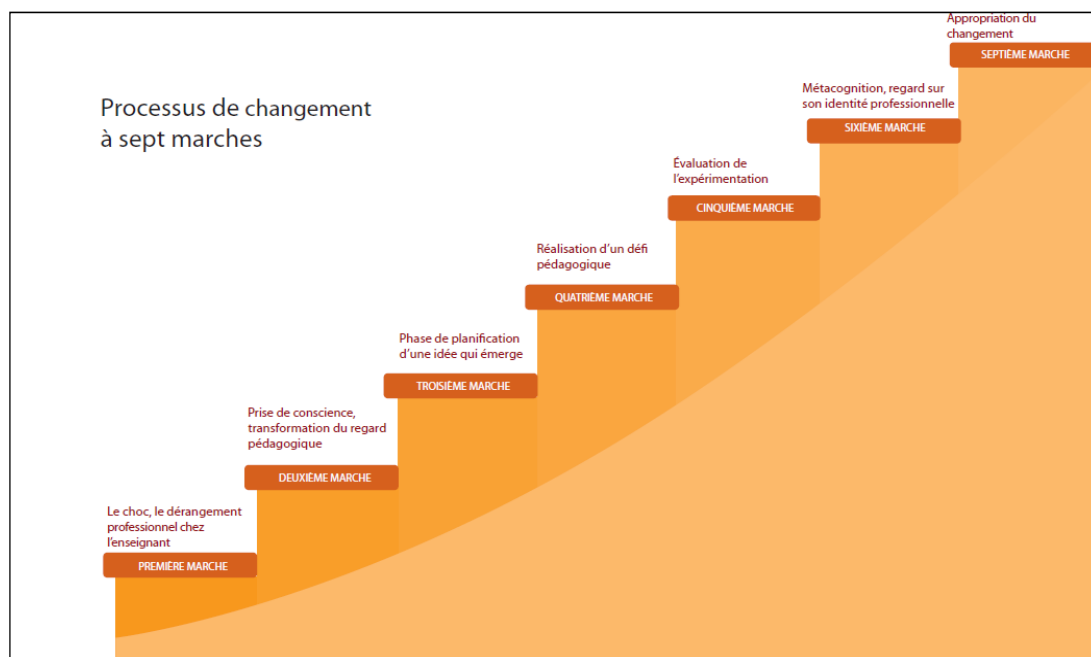 Processus de changement
à sept marches
Le choc, le dérangement
professionnel chez
l'enseignant
PREMIÈRE MARCHE
Prise de conscience,
transformation du regard
pédagogique
DEUXIÈME MARCHE
Phase de planification
d'une idée qui émerge
TROISIÈME MARCHE
Réalisation d'un défi
pédagogique
QUATRIÈME MARCHE
Évaluation de
l'expérimentation
CINQUIÈME MARCHE
Métacognition, regard sur
son identité professionnelle
SIXIÈME MARCHE
Appropriation du
changement
SEPTIÈME MARCHE